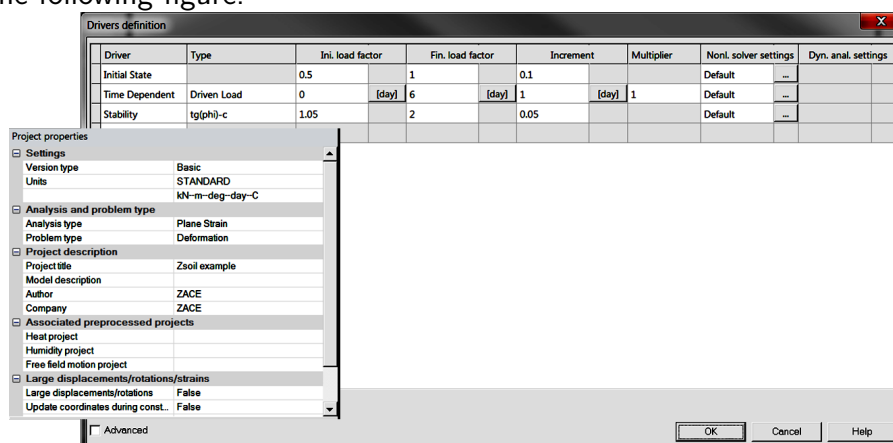 he following figure.
Drivers definition
Driver Type Ini. load factor Fin. load factor Increment Multiplier Nonl. solver settings Dyn. anal. settings
Initial State 0.5 1 0.1 Default ...
Time Dependent Driven Load 0 [day] 6 [day] 1 [day] 1 Default ...
Stability tg(phi)-c 1.05 2 0.05 Default ...
Project properties
Settings
Version type Basic
Units STANDARD
kN--m--deg--day--C
Analysis and problem type
Analysis type Plane Strain
Problem type Deformation
Project description
Project title Zsoil example
Model description
Author ZACE
Company ZACE
Associated preprocessed projects
Heat project
Humidity project
Free field motion project
Large displacements/rotations/strains
Large displacements/rotations False
Update coordinates during const... False
Advanced OK Cancel Help